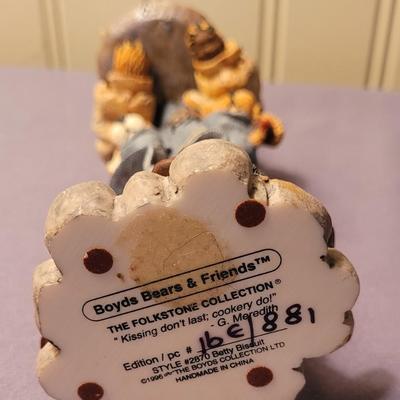 Boyds Bears & Friends™
THE FOLKSTONE COLLECTION®
"Kissing don't last; cookery do!"
- G. Meredith
Edition / pc # 16E/881
STYLE #2870 Betty Biscuit
©1996 THE BOYDS COLLECTION LTD
HANDMADE IN CHINA